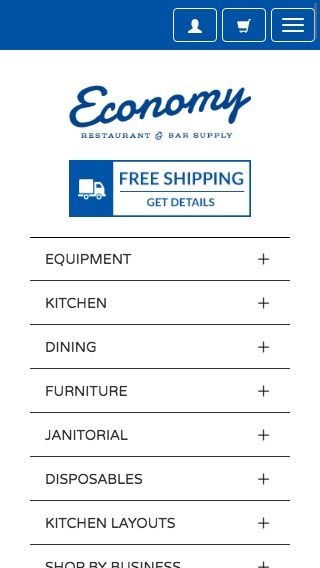 Economy
RESTAURANT & BAR SUPPLY
FREE SHIPPING
GET DETAILS
EQUIPMENT
KITCHEN
DINING
FURNITURE
JANITORIAL
DISPOSABLES
KITCHEN LAYOUTS
SHOP BY BUSINESS